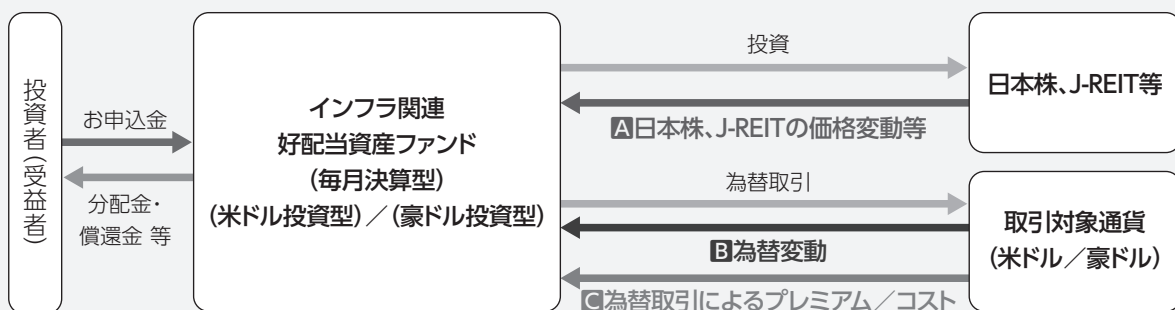 投資者(受益者)
お申込金
分配金・
償還金 等
インフラ関連
好配当資産ファンド
(毎月決算型)
(米ドル投資型)／(豪ドル投資型)
投資
A日本株、J-REITの価格変動等
為替取引
B為替変動
C為替取引によるプレミアム／コスト
日本株、J-REIT等
取引対象通貨
(米ドル／豪ドル)